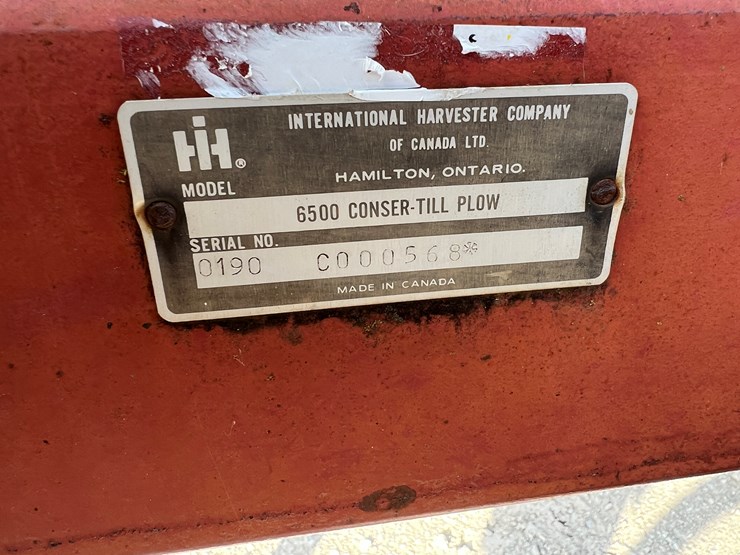 IH®
INTERNATIONAL HARVESTER COMPANY
OF CANADA LTD.
HAMILTON, ONTARIO.
MODEL
6500 CONSER-TILL PLOW
SERIAL NO.
0190 C000568*
MADE IN CANADA